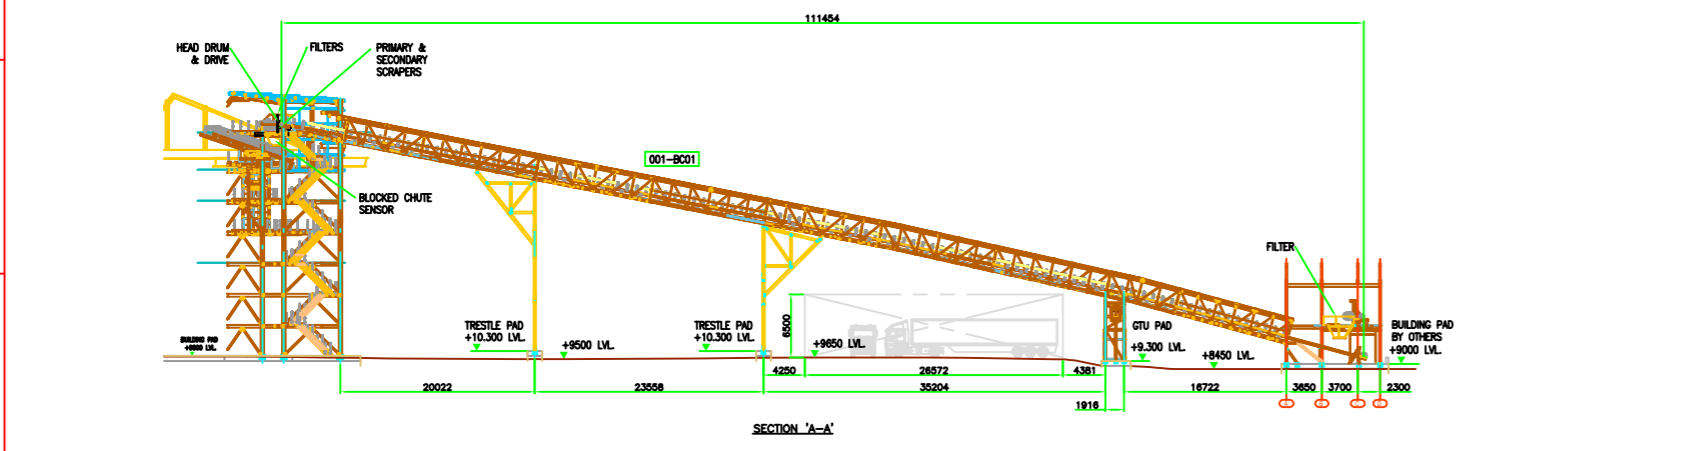 111454
HEAD DRUM
& DRIVE
FILTERS
PRIMARY &
SECONDARY
SCRAPERS
001-BC01
BLOCKED CHUTE
SENSOR
FILTER
TRESTLE PAD
+10.300 LVL.
TRESTLE PAD
+10.300 LVL.
6500
GTU PAD
+9.300 LVL.
BUILDING PAD
BY OTHERS
+9000 LVL.
BUILDING PAD
+9500 LVL.
+9650 LVL.
+8450 LVL.
4250
26572
4381
20022
23558
35204
16722
3650
3700
2300
1916
SECTION 'A-A'